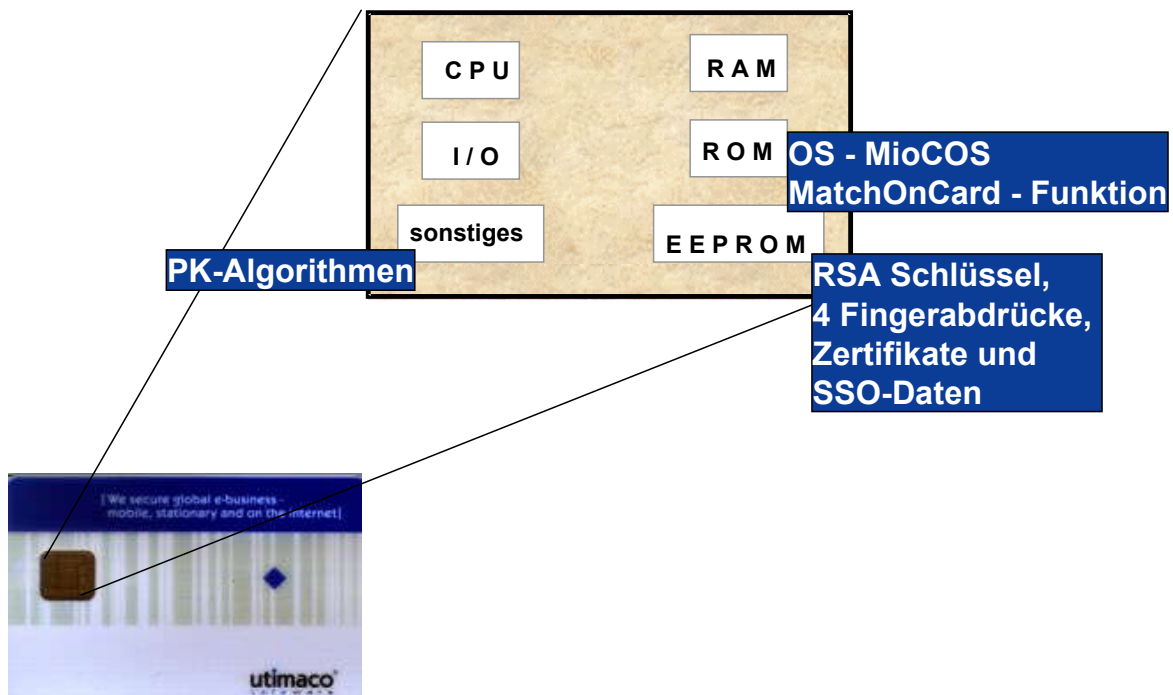 C P U
R A M
I / O
R O M
OS - MioCOS
MatchOnCard - Funktion
sonstiges
E E P R O M
PK-Algorithmen
RSA Schlüssel,
4 Fingerabdrücke,
Zertifikate und
SSO-Daten
[We secure global e-business -
mobile, stationary and on the internet]
utimaco®
safeware